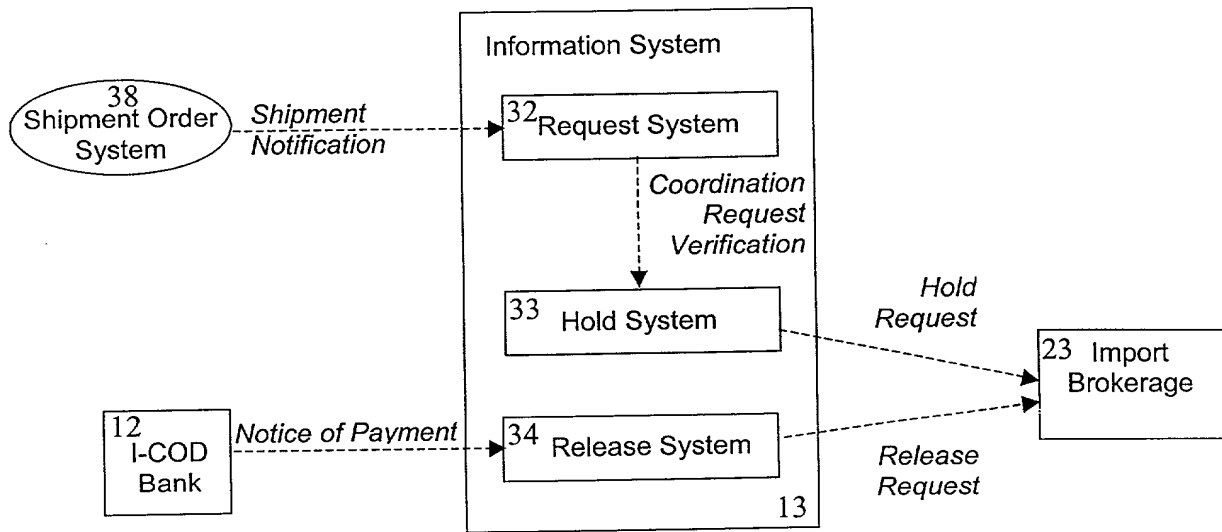 Information System
38
Shipment Order
System
Shipment
Notification
32
Request System
Coordination
Request
Verification
33
Hold System
Hold
Request
23
Import
Brokerage
12
I-COD
Bank
Notice of Payment
34
Release System
Release
Request
13